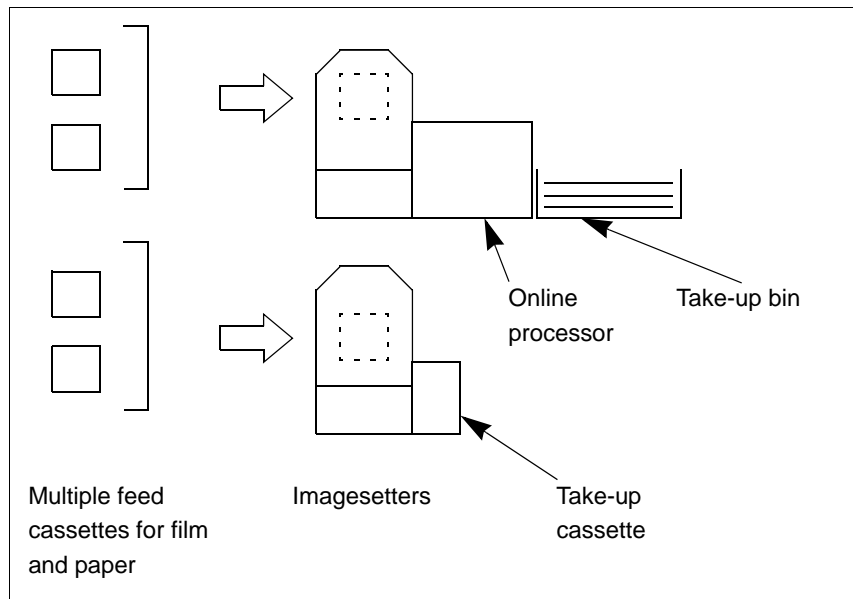 Online
processor
Take-up bin
Multiple feed
cassettes for film
and paper
Imagesetters
Take-up
cassette